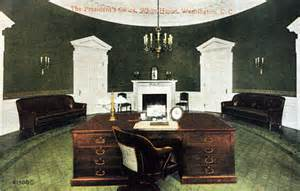 The President's Office, White House, Washington, D. C.